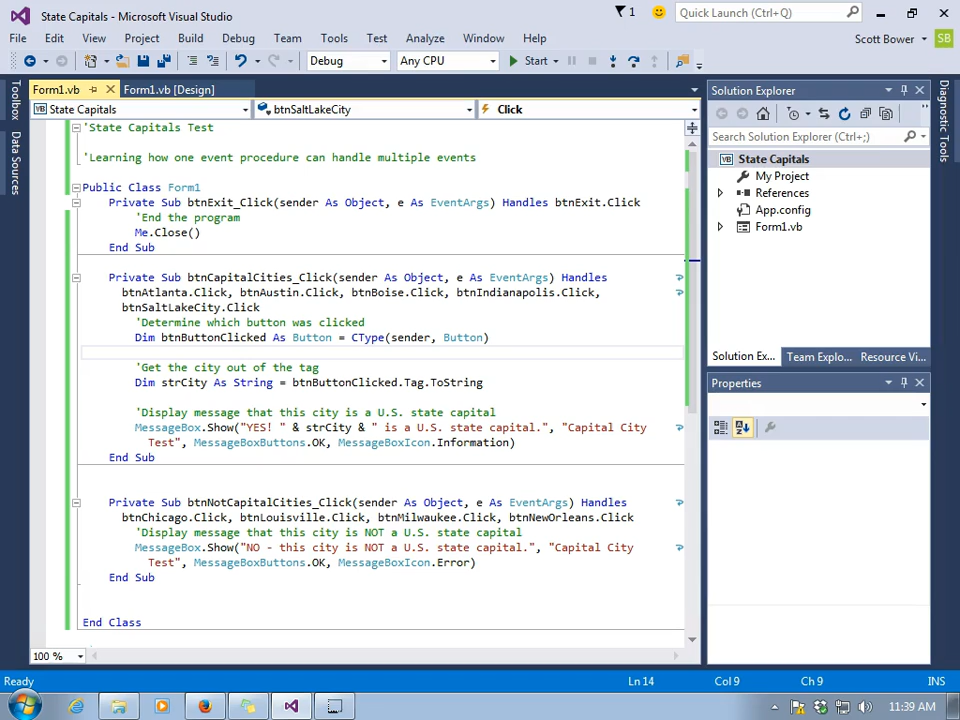 State Capitals - Microsoft Visual Studio
1
Quick Launch (Ctrl+;)
File Edit View Project Build Debug Team Tools Test Analyze Window Help
Scott Bower
SB
Debug
Any CPU
Start
Toolbox
Data Sources
Form1.vb
Form1.vb [Design]
State Capitals
btnSaltLakeCity
Click
'State Capitals Test
'Learning how one event procedure can handle multiple events
Public Class Form1
Private Sub btnExit_Click(sender As Object, e As EventArgs) Handles btnExit.Click
'End the program
Me.Close()
End Sub
Private Sub btnCapitalCities_Click(sender As Object, e As EventArgs) Handles
btnAtlanta.Click, btnAustin.Click, btnBoise.Click, btnIndianapolis.Click,
btnSaltLakeCity.Click
'Determine which button was clicked
Dim btnButtonClicked As Button = CType(sender, Button)
'Get the city out of the tag
Dim strCity As String = btnButtonClicked.Tag.ToString
'Display message that this city is a U.S. state capital
MessageBox.Show("YES! " & strCity & " is a U.S. state capital.", "Capital City
Test", MessageBoxButtons.OK, MessageBoxIcon.Information)
End Sub
Private Sub btnNotCapitalCities_Click(sender As Object, e As EventArgs) Handles
btnChicago.Click, btnLouisville.Click, btnMilwaukee.Click, btnNewOrleans.Click
'Display message that this city is NOT a U.S. state capital
MessageBox.Show("NO - this city is NOT a U.S. state capital.", "Capital City
Test", MessageBoxButtons.OK, MessageBoxIcon.Error)
End Sub
End Class
100 %
Solution Explorer
Search Solution Explorer (Ctrl+;)
VB State Capitals
My Project
References
App.config
Form1.vb
Solution Ex...
Team Explo...
Resource Vi...
Properties
Diagnostic Tools
Ready
Ln 14
Col 9
Ch 9
INS
11:39 AM